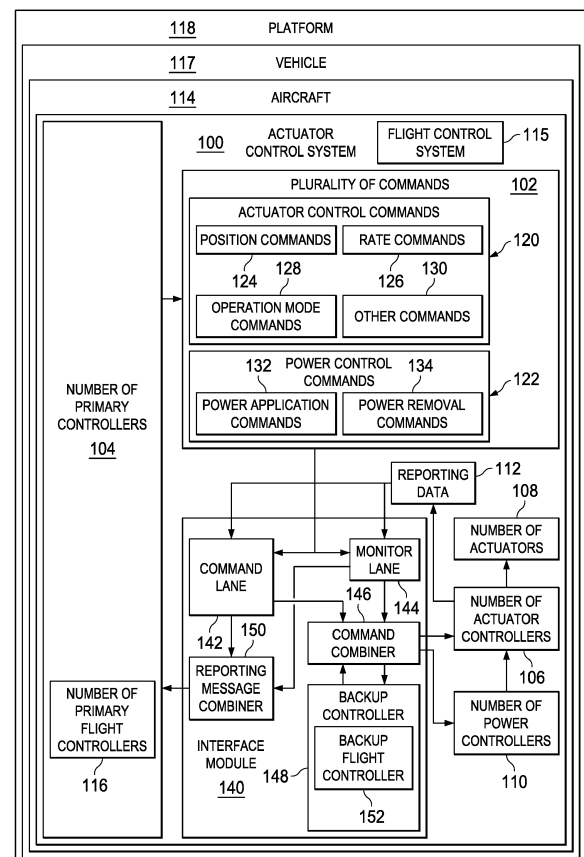 118 PLATFORM
117 VEHICLE
114 AIRCRAFT
100
ACTUATOR
CONTROL SYSTEM
FLIGHT CONTROL
SYSTEM
115
PLURALITY OF COMMANDS
102
ACTUATOR CONTROL COMMANDS
POSITION COMMANDS
RATE COMMANDS
120
124
128
126
130
OPERATION MODE
COMMANDS
OTHER COMMANDS
132
POWER CONTROL
COMMANDS
134
122
POWER APPLICATION
COMMANDS
POWER REMOVAL
COMMANDS
NUMBER OF
PRIMARY
CONTROLLERS
104
REPORTING
DATA
112
108
NUMBER OF
ACTUATORS
COMMAND
LANE
MONITOR
LANE
142
150
146
144
COMMAND
COMBINER
NUMBER OF
ACTUATOR
CONTROLLERS
106
REPORTING
MESSAGE
COMBINER
NUMBER OF
PRIMARY
FLIGHT
CONTROLLERS
116
INTERFACE
MODULE
140
BACKUP
CONTROLLER
148
BACKUP
FLIGHT
CONTROLLER
152
NUMBER OF
POWER
CONTROLLERS
110